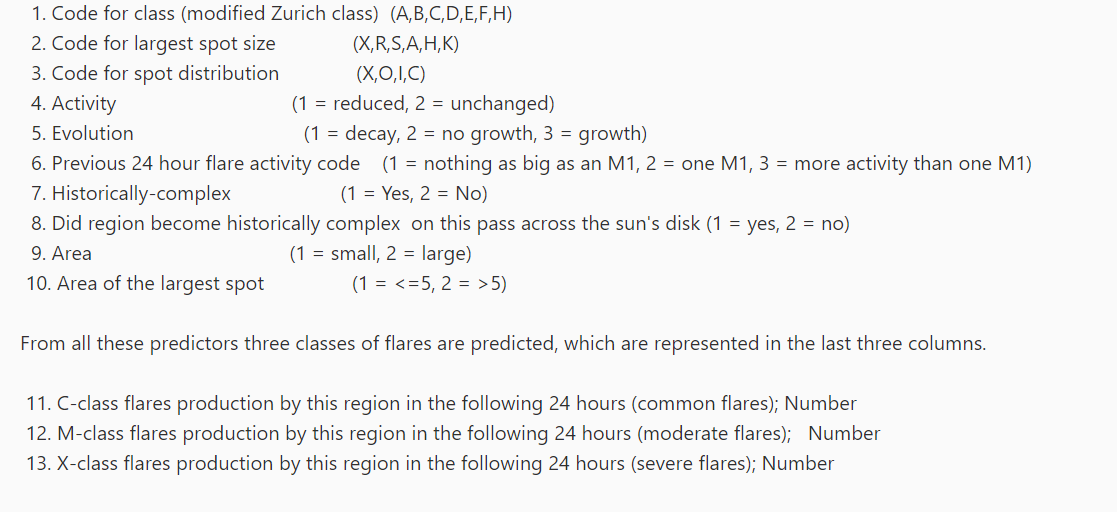 1. Code for class (modified Zurich class) (A,B,C,D,E,F,H)
2. Code for largest spot size (X,R,S,A,H,K)
3. Code for spot distribution (X,O,I,C)
4. Activity (1 = reduced, 2 = unchanged)
5. Evolution (1 = decay, 2 = no growth, 3 = growth)
6. Previous 24 hour flare activity code (1 = nothing as big as an M1, 2 = one M1, 3 = more activity than one M1)
7. Historically-complex (1 = Yes, 2 = No)
8. Did region become historically complex on this pass across the sun's disk (1 = yes, 2 = no)
9. Area (1 = small, 2 = large)
10. Area of the largest spot (1 = <=5, 2 = >5)
From all these predictors three classes of flares are predicted, which are represented in the last three columns.
11. C-class flares production by this region in the following 24 hours (common flares); Number
12. M-class flares production by this region in the following 24 hours (moderate flares); Number
13. X-class flares production by this region in the following 24 hours (severe flares); Number